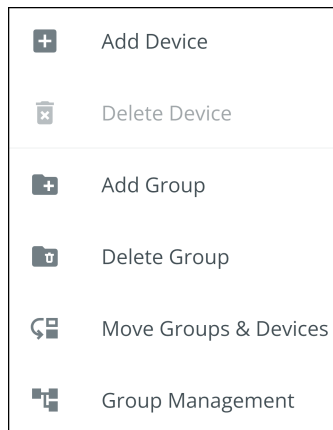 Add Device
Delete Device
Add Group
Delete Group
Move Groups & Devices
Group Management